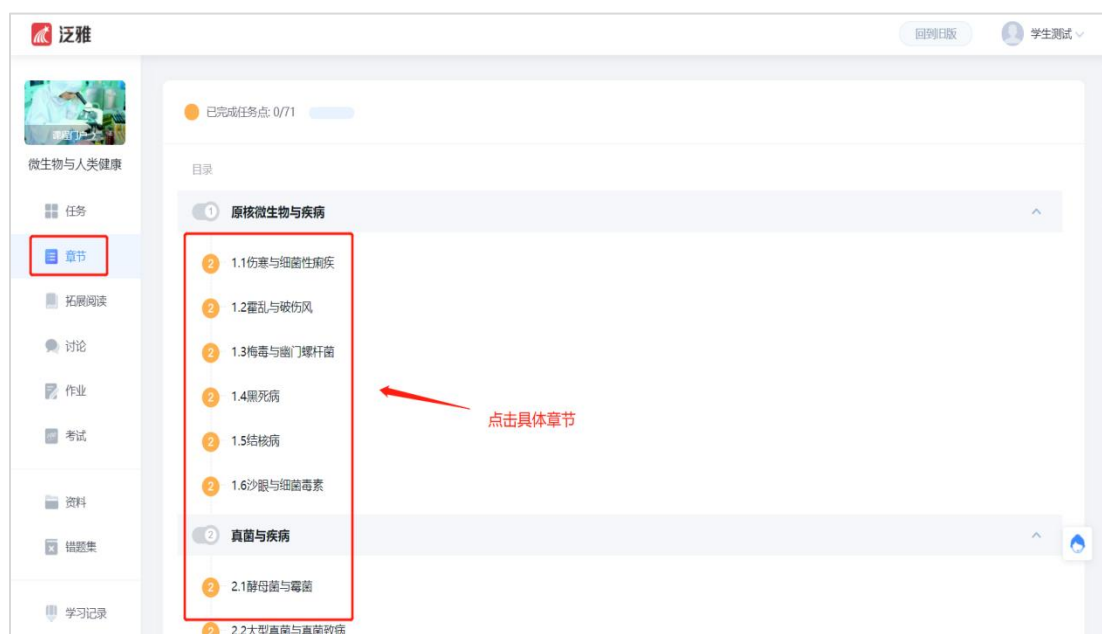 泛雅
回到旧版
学生测试
课程门户
微生物与人类健康
任务
章节
拓展阅读
讨论
作业
考试
资料
错题集
学习记录
已完成任务点: 0/71
目录
1 原核微生物与疾病
2 1.1伤寒与细菌性痢疾
2 1.2霍乱与破伤风
2 1.3梅毒与幽门螺杆菌
2 1.4黑死病
2 1.5结核病
2 1.6沙眼与细菌毒素
2 真菌与疾病
2 2.1酵母菌与霉菌
2 2.2大型真菌与真菌致病
点击具体章节